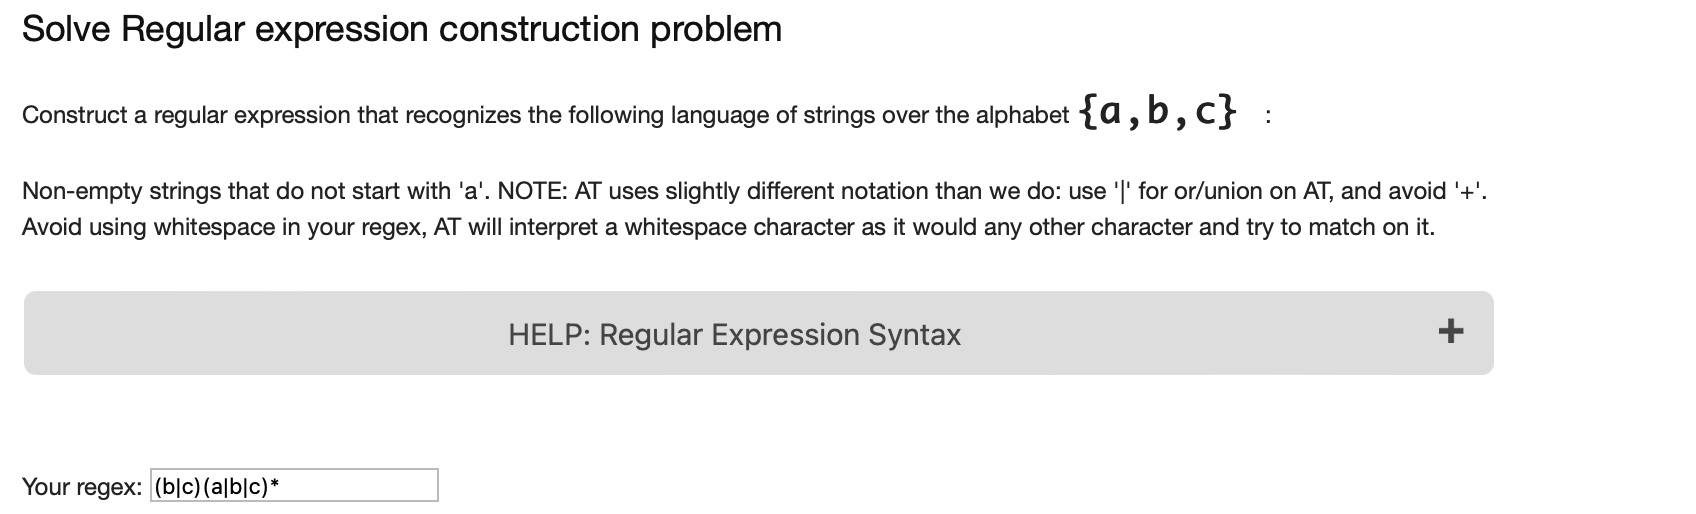 Solve Regular expression construction problem
Construct a regular expression that recognizes the following language of strings over the alphabet {a,b,c} :
Non-empty strings that do not start with 'a'. NOTE: AT uses slightly different notation than we do: use '|' for or/union on AT, and avoid '+'.
Avoid using whitespace in your regex, AT will interpret a whitespace character as it would any other character and try to match on it.
HELP: Regular Expression Syntax +
Your regex: (b|c)(a|b|c)*